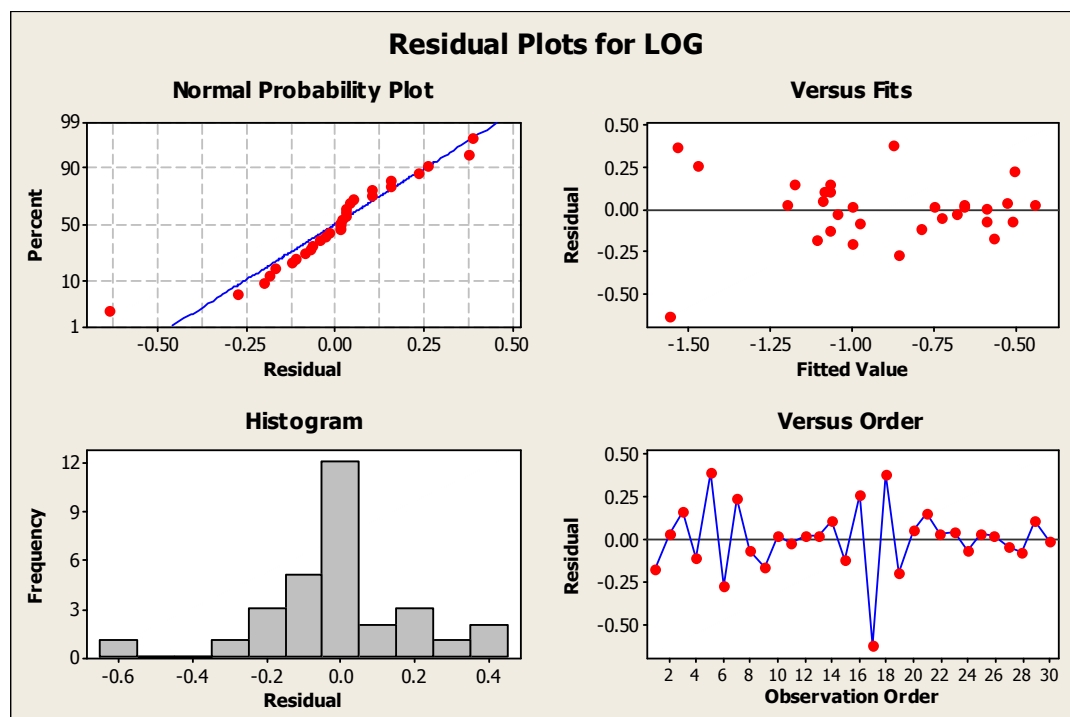 Residual Plots for LOG
Normal Probability Plot
99
90
50
10
1
Percent
-0.50 -0.25 0.00 0.25 0.50
Residual
Versus Fits
0.50
0.25
0.00
-0.25
-0.50
Residual
-1.50 -1.25 -1.00 -0.75 -0.50
Fitted Value
Histogram
12
9
6
3
0
Frequency
-0.6 -0.4 -0.2 0.0 0.2 0.4
Residual
Versus Order
0.50
0.25
0.00
-0.25
-0.50
Residual
2 4 6 8 10 12 14 16 18 20 22 24 26 28 30
Observation Order